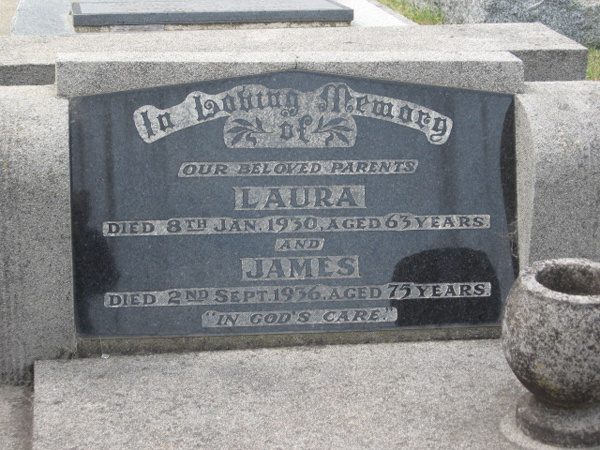 In Loving Memory
of
OUR BELOVED PARENTS
LAURA
DIED 8TH JAN. 1930, AGED 63 YEARS
AND
JAMES
DIED 2ND SEPT. 1936, AGED 75 YEARS
"IN GOD'S CARE."